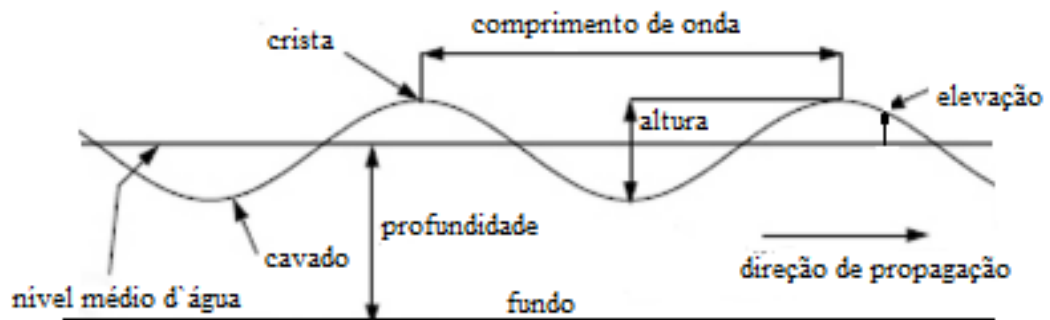 comprimento de onda
crista
elevação
altura
profundidade
cavado
direção de propagação
nível médio d`água
fundo